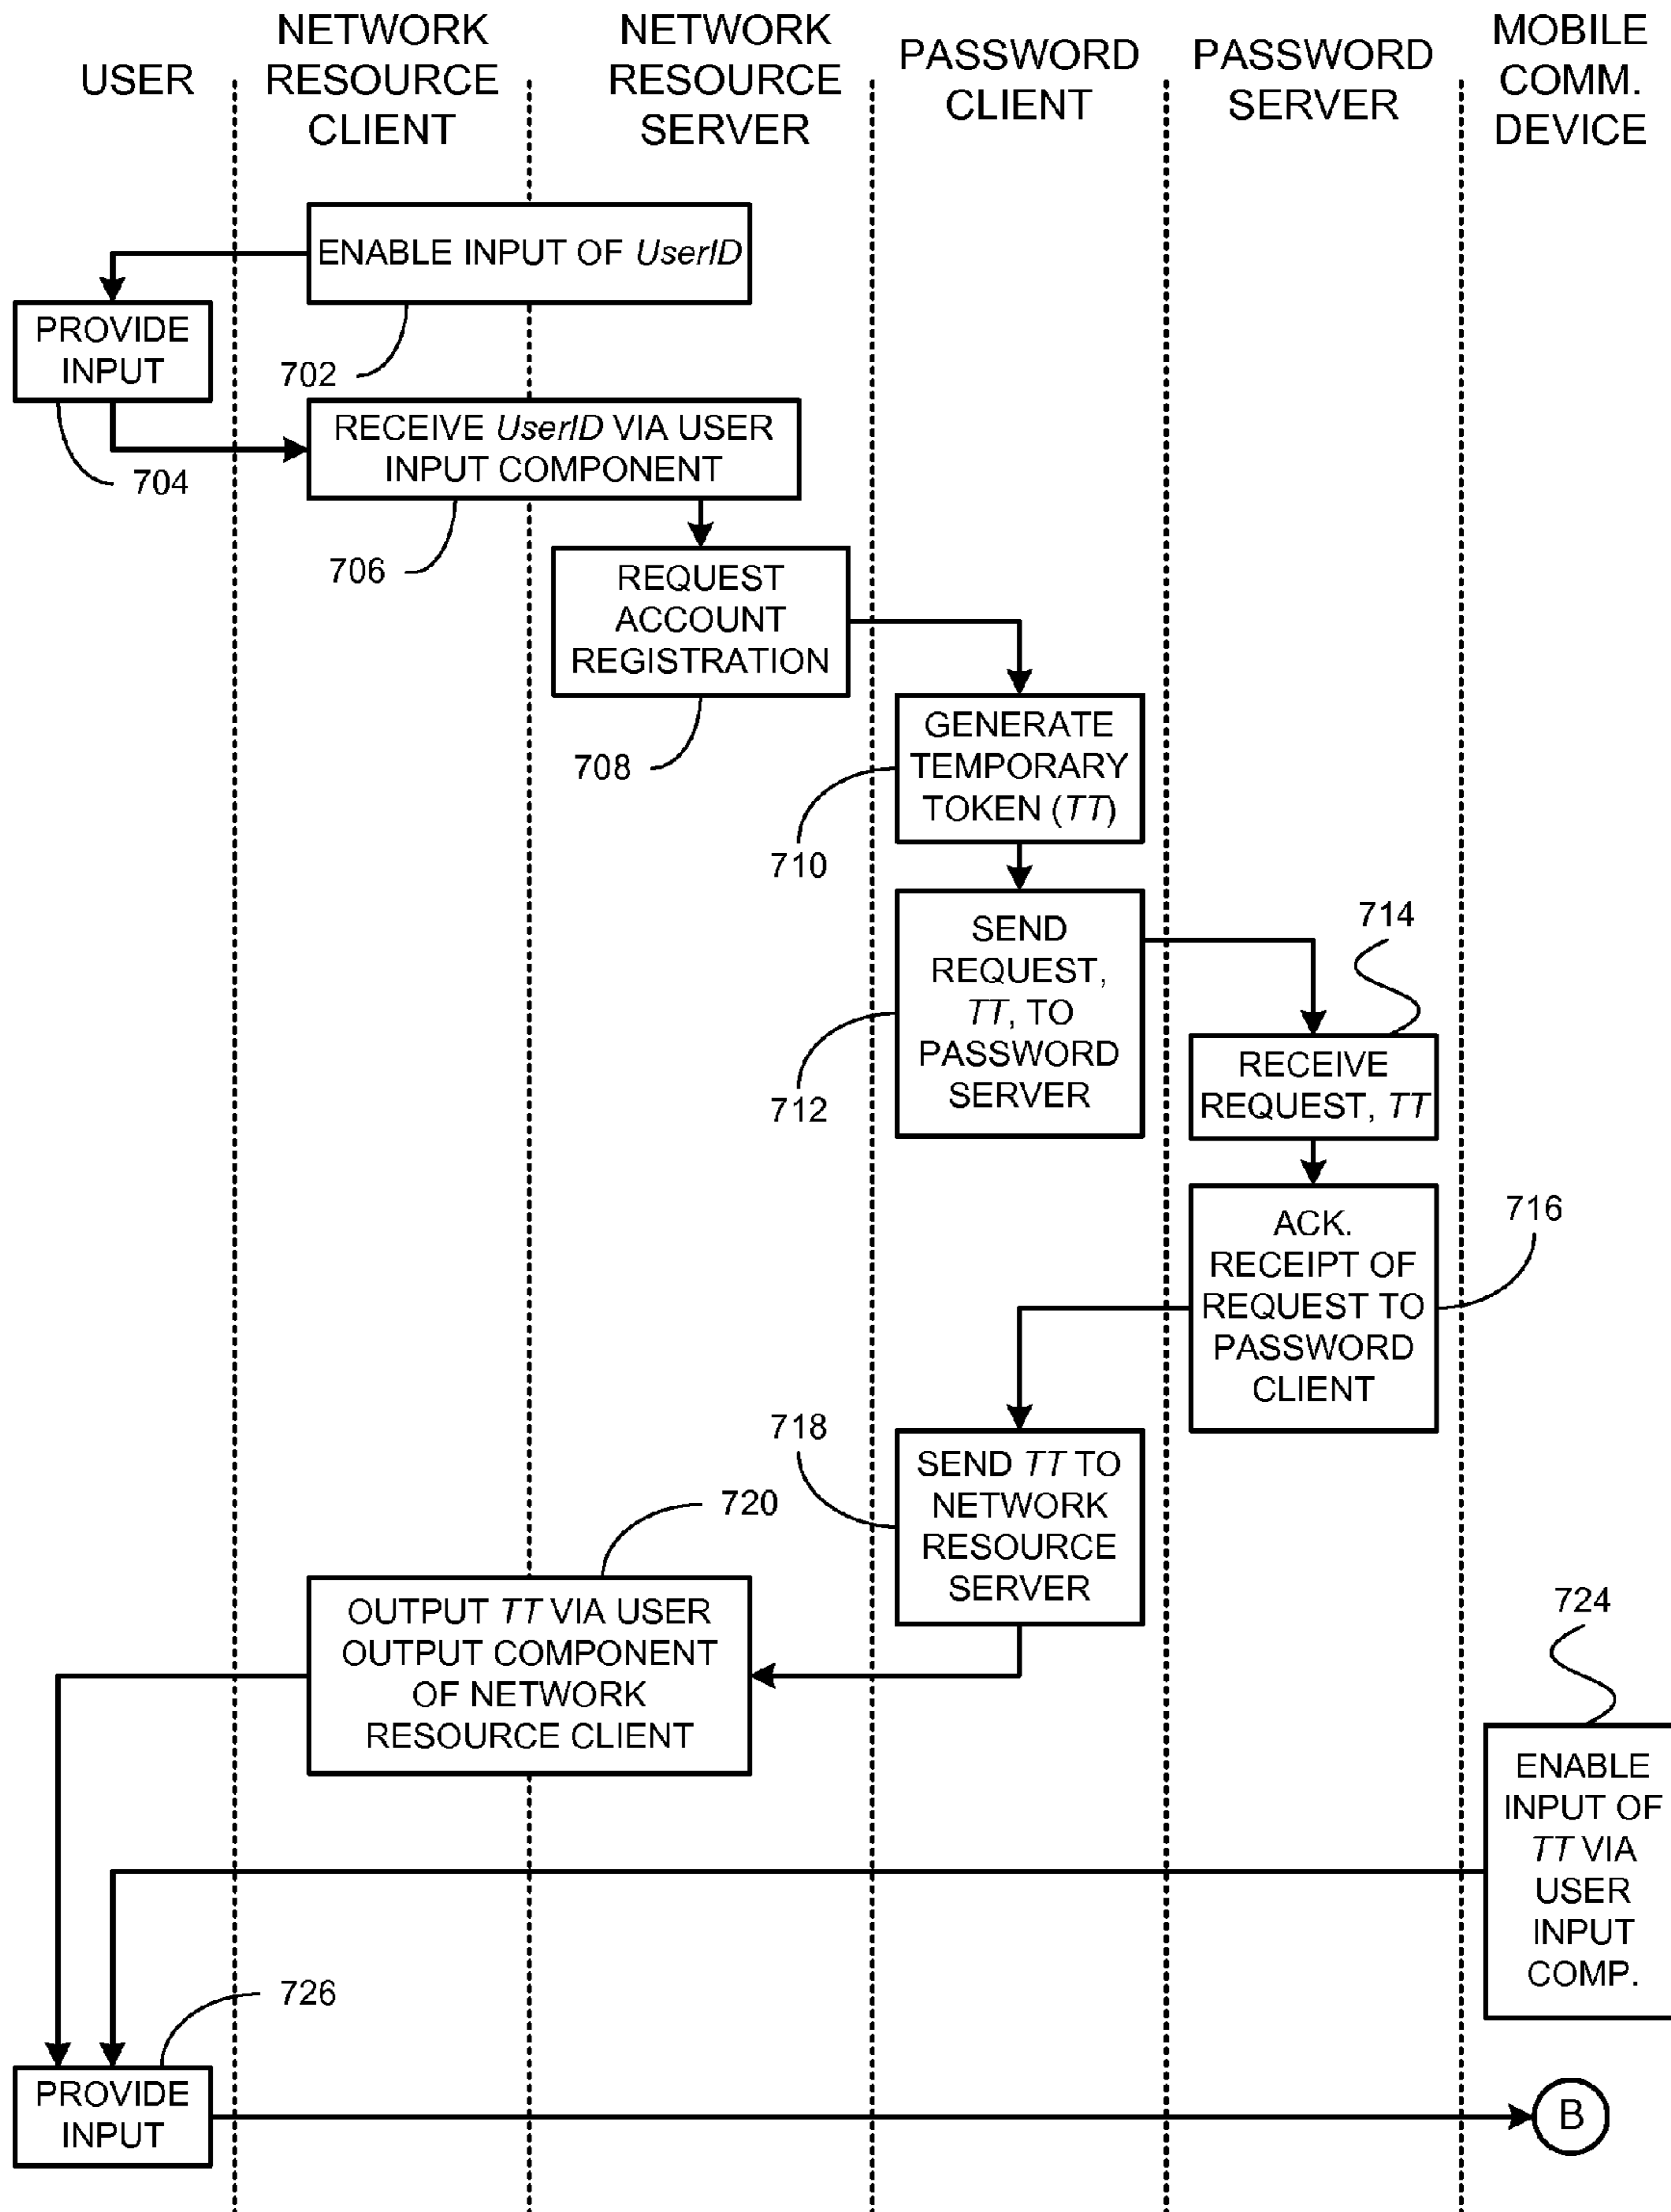 USER
NETWORK
RESOURCE
CLIENT
NETWORK
RESOURCE
SERVER
PASSWORD
CLIENT
PASSWORD
SERVER
MOBILE
COMM.
DEVICE
ENABLE INPUT OF UserID
702
PROVIDE
INPUT
704
RECEIVE UserID VIA USER
INPUT COMPONENT
706
REQUEST
ACCOUNT
REGISTRATION
708
GENERATE
TEMPORARY
TOKEN (TT)
710
SEND
REQUEST,
TT, TO
PASSWORD
SERVER
712
714
RECEIVE
REQUEST, TT
ACK.
RECEIPT OF
REQUEST TO
PASSWORD
CLIENT
716
718
SEND TT TO
NETWORK
RESOURCE
SERVER
720
OUTPUT TT VIA USER
OUTPUT COMPONENT
OF NETWORK
RESOURCE CLIENT
724
ENABLE
INPUT OF
TT VIA
USER
INPUT
COMP.
726
PROVIDE
INPUT
B